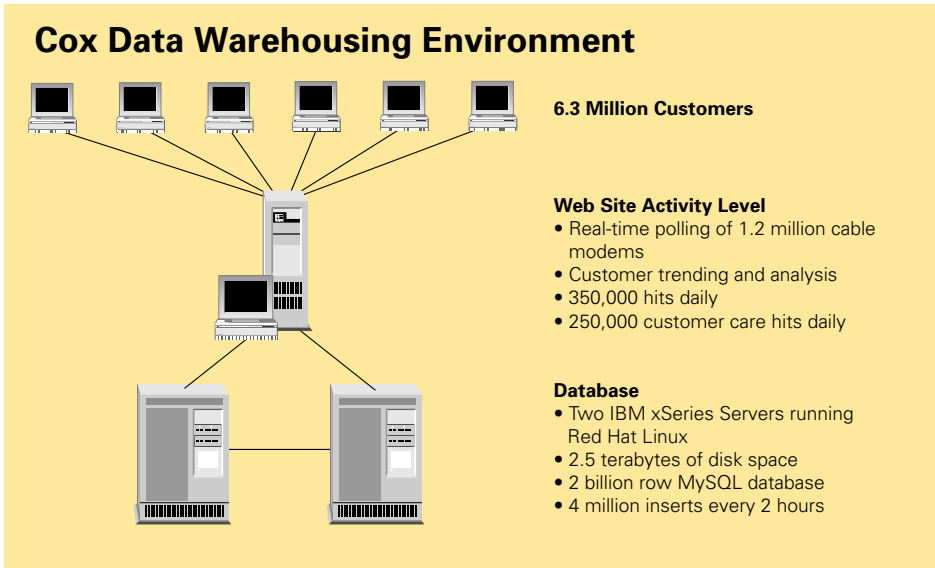 Cox Data Warehousing Environment
6.3 Million Customers
Web Site Activity Level
• Real-time polling of 1.2 million cable
modems
• Customer trending and analysis
• 350,000 hits daily
• 250,000 customer care hits daily
Database
• Two IBM xSeries Servers running
Red Hat Linux
• 2.5 terabytes of disk space
• 2 billion row MySQL database
• 4 million inserts every 2 hours